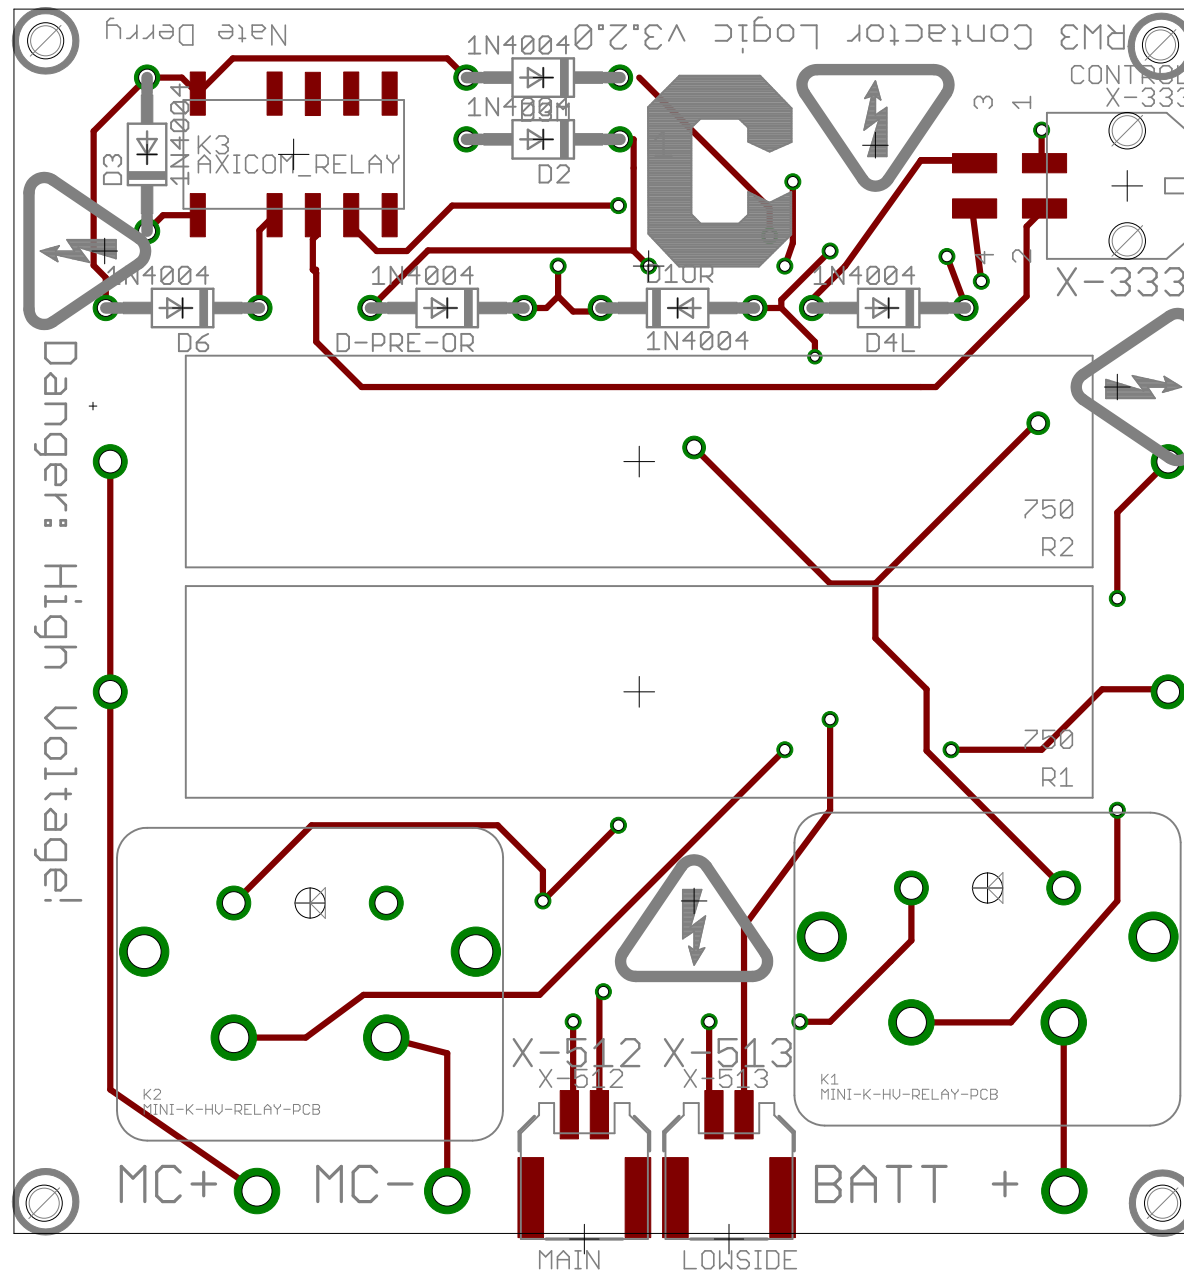 Nate Derry
Contactor Logic v3.2.0
RW3
1N4004
CONTROL
X-333
3
1
1N4004
K3
AXICOM_RELAY
D3
1N4004
D2
4
2
1N4004
1N4004
D1OR
1N4004
X-333
D6
D-PRE-OR
1N4004
D4L
Danger: High Voltage!
750
R2
750
R1
X-512
X-512
X-513
X-513
K2
MINI-K-HV-RELAY-PCB
K1
MINI-K-HV-RELAY-PCB
MC+
MC-
BATT +
MAIN
LOWSIDE